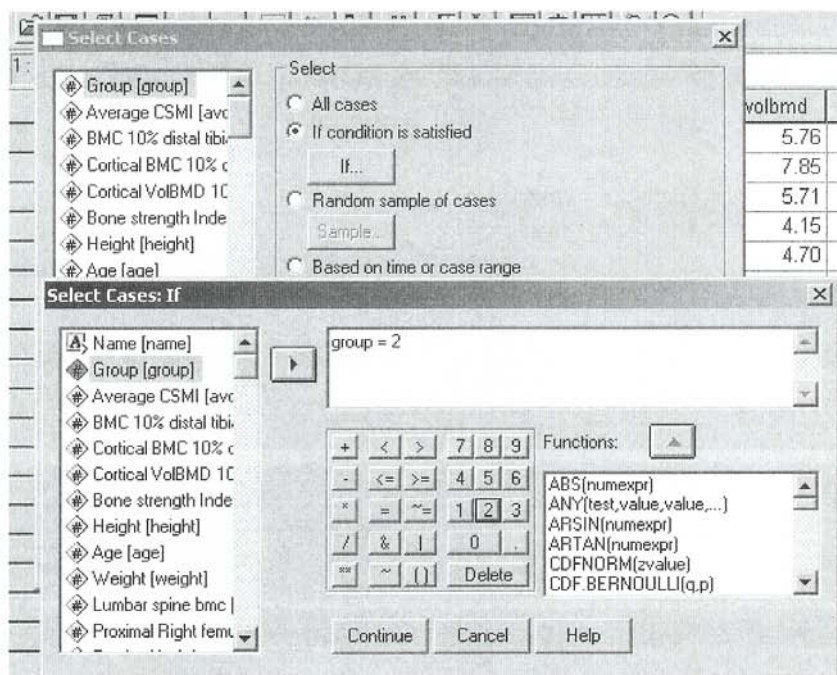 Select Cases
1 :
Group [group]
Average CSMI [avc
BMC 10% distal tibi
Cortical BMC 10% c
Cortical VolBMD 10
Bone strength Inde
Height [height]
Age [age]
Select
All cases
If condition is satisfied
If...
Random sample of cases
Sample...
Based on time or case range
volbmd
5.76
7.85
5.71
4.15
4.70
Select Cases: If
Name [name]
Group [group]
Average CSMI [avc
BMC 10% distal tibi
Cortical BMC 10% c
Cortical VolBMD 10
Bone strength Inde
Height [height]
Age [age]
Weight [weight]
Lumbar spine bmc [
Proximal Right femu
group = 2
+ < > 7 8 9
- <= >= 4 5 6
* = ~= 1 2 3
/ & | 0 .
** ~ () Delete
Functions:
ABS(numexpr)
ANY(test,value,value,...)
ARSIN(numexpr)
ARTAN(numexpr)
CDFNORM(zvalue)
CDF.BERNOULLI(q,p)
Continue Cancel Help